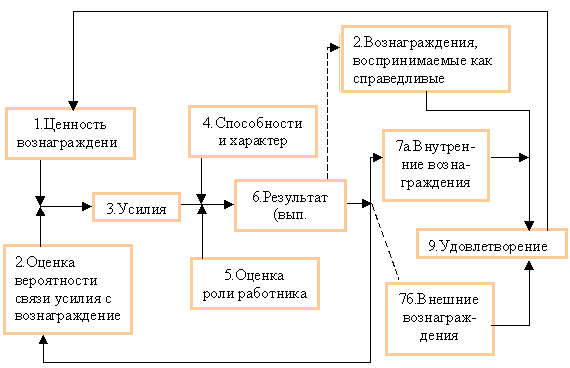 2.Вознаграждения,
воспринимаемые как
справедливые
1.Ценность
вознаграждени
4.Способности
и характер
7а.Внутрен-
ние возна-
граждения
3.Усилия
6.Результат
(вып.
9.Удовлетворение
2.Оценка
вероятности
связи усилия с
вознаграждение
5.Оценка
роли работника
7б.Внешние
вознаграж-
дения